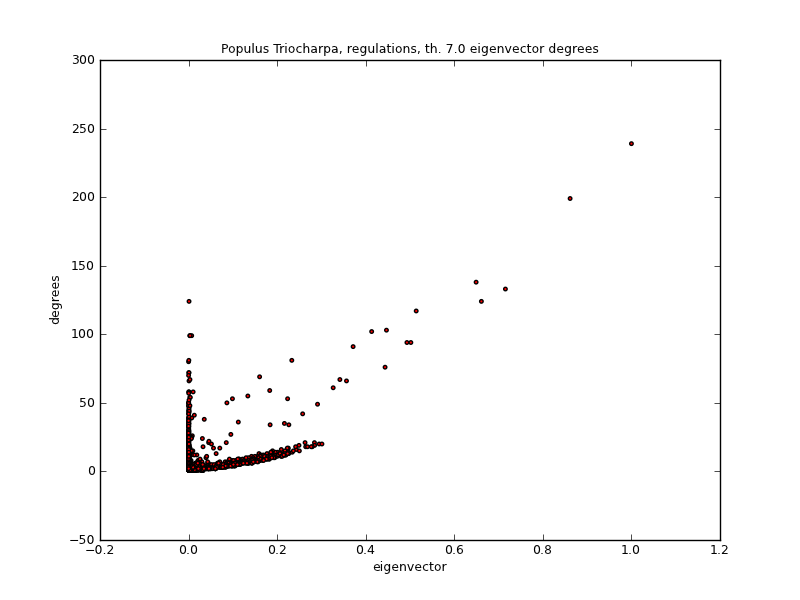 Populus Triocharpa, regulations, th. 7.0 eigenvector degrees
300
250
200
150
100
50
0
−50
degrees
−0.2 0.0 0.2 0.4 0.6 0.8 1.0 1.2
eigenvector